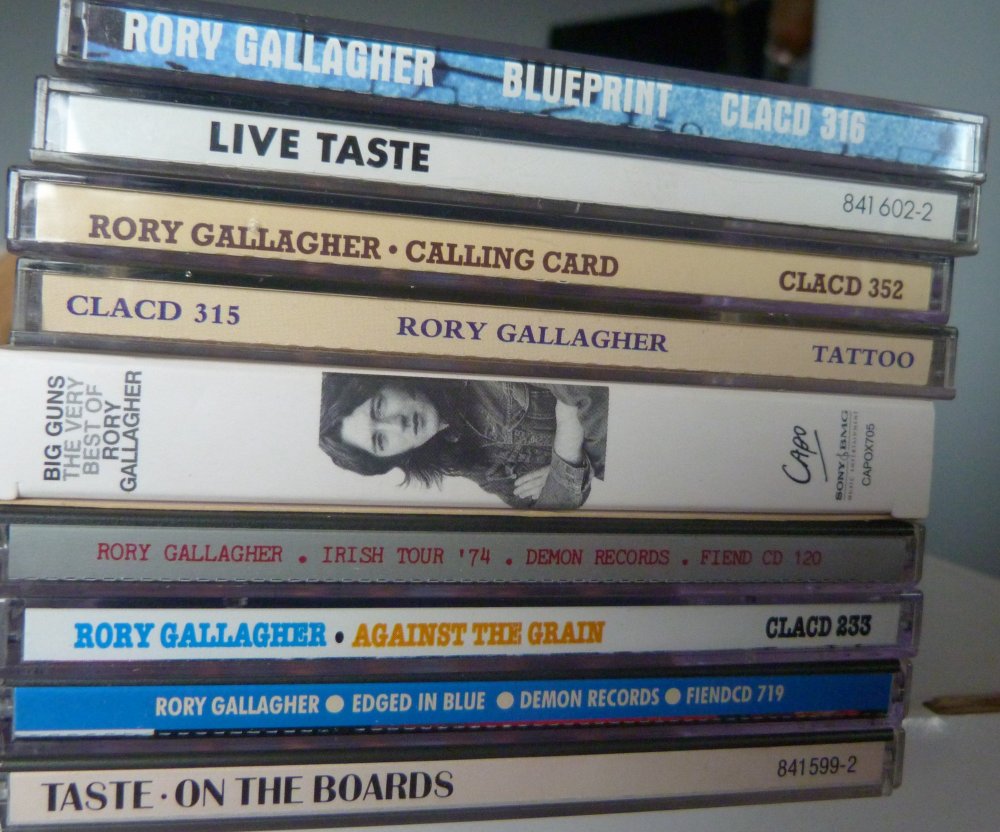 RORY GALLAGHER BLUEPRINT CLACD 316
LIVE TASTE 841 602-2
RORY GALLAGHER • CALLING CARD CLACD 352
CLACD 315 RORY GALLAGHER TATTOO
BIG GUNS
THE VERY
BEST OF
RORY
GALLAGHER
Capo
SONY BMG
MUSIC ENTERTAINMENT
CAPOX705
RORY GALLAGHER . IRISH TOUR '74 . DEMON RECORDS . FIEND CD 120
RORY GALLAGHER • AGAINST THE GRAIN CLACD 233
RORY GALLAGHER ● EDGED IN BLUE ● DEMON RECORDS ● FIENDCD 719
TASTE · ON THE BOARDS 841599-2